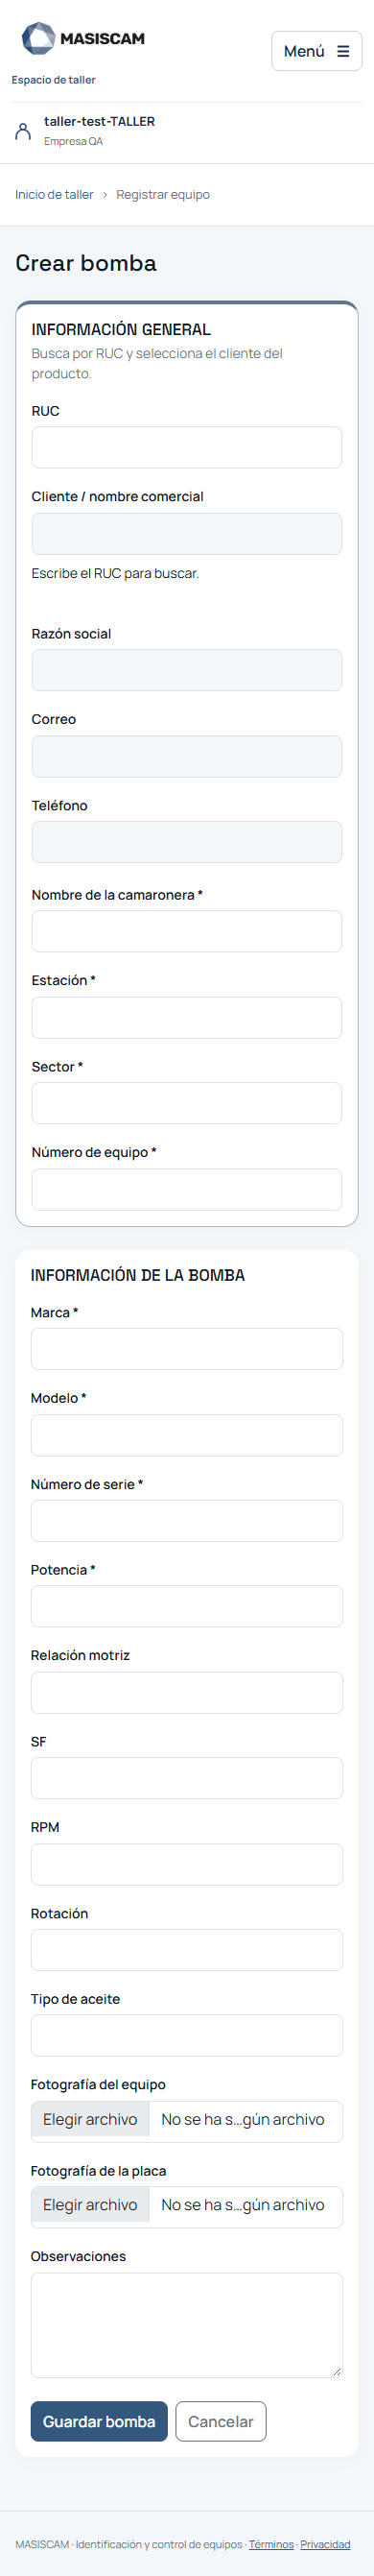 MASISCAM
Menú ☰
Espacio de taller
taller-test-TALLER
Empresa QA
Inicio de taller › Registrar equipo
Crear bomba
INFORMACIÓN GENERAL
Busca por RUC y selecciona el cliente del
producto.
RUC
Cliente / nombre comercial
Escribe el RUC para buscar.
Razón social
Correo
Teléfono
Nombre de la camaronera *
Estación *
Sector *
Número de equipo *
INFORMACIÓN DE LA BOMBA
Marca *
Modelo *
Número de serie *
Potencia *
Relación motriz
SF
RPM
Rotación
Tipo de aceite
Fotografía del equipo
Elegir archivo No se ha s...gún archivo
Fotografía de la placa
Elegir archivo No se ha s...gún archivo
Observaciones
Guardar bomba Cancelar
MASISCAM · Identificación y control de equipos · Términos · Privacidad